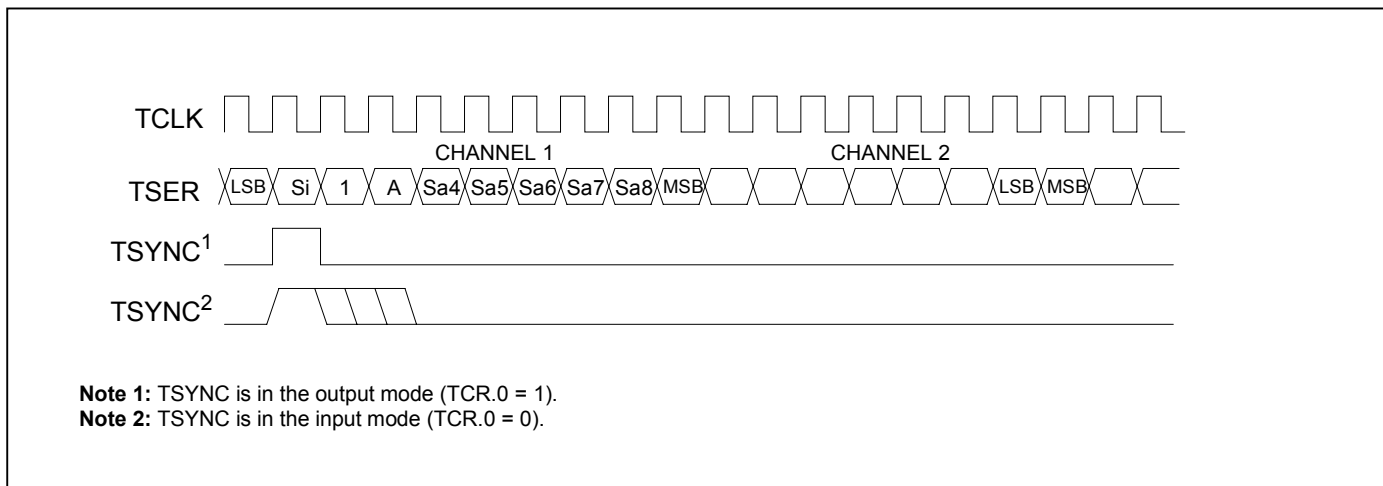 TCLK
CHANNEL 1 CHANNEL 2
TSER LSB Si 1 A Sa4 Sa5 Sa6 Sa7 Sa8 MSB LSB MSB
TSYNC1
TSYNC2
Note 1: TSYNC is in the output mode (TCR.0 = 1).
Note 2: TSYNC is in the input mode (TCR.0 = 0).